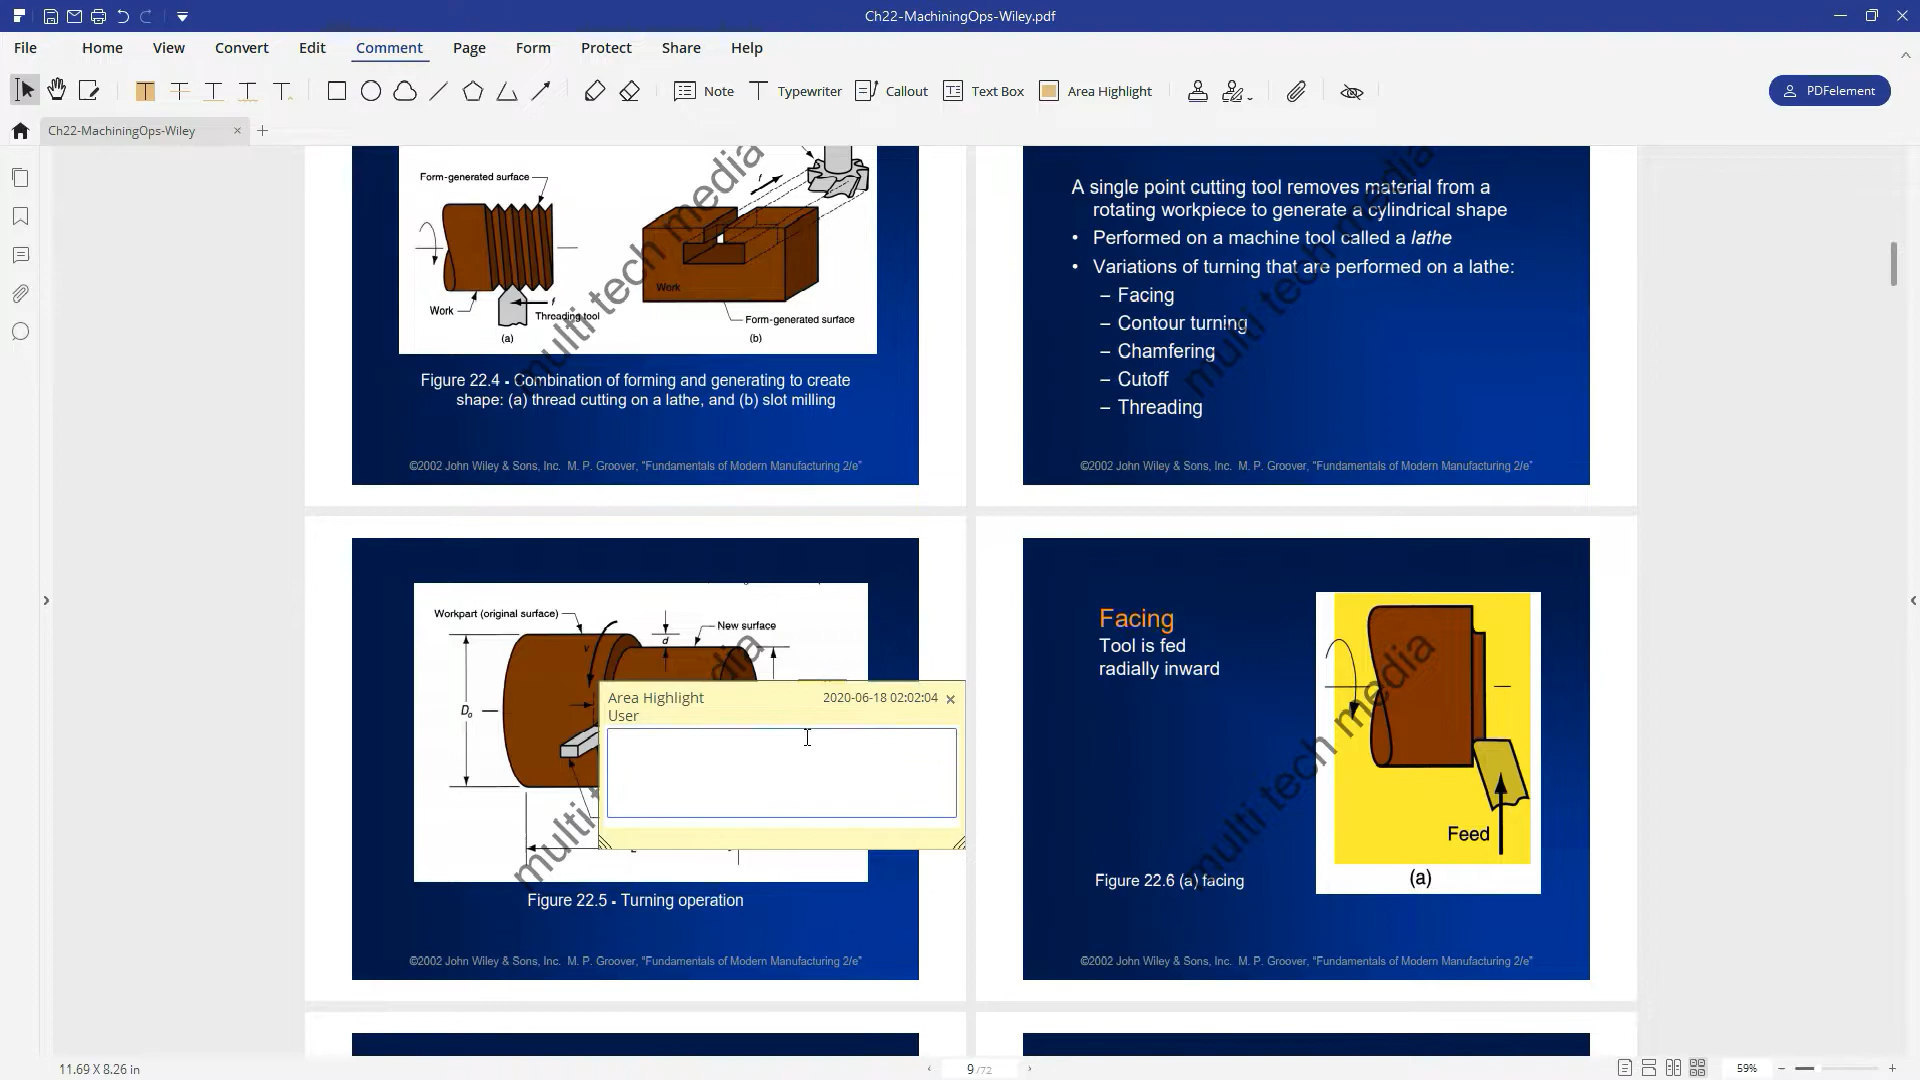 Ch22-MachiningOps-Wiley.pdf
File Home View Convert Edit Comment Page Form Protect Share Help
Note Typewriter Callout Text Box Area Highlight PDFelement
Ch22-MachiningOps-Wiley
Form-generated surface
f
Work
f
Threading tool
(a)
Work
Form-generated surface
(b)
multi tech media
Figure 22.4 - Combination of forming and generating to create
shape: (a) thread cutting on a lathe, and (b) slot milling
©2002 John Wiley & Sons, Inc. M. P. Groover, "Fundamentals of Modern Manufacturing 2/e"
A single point cutting tool removes material from a
rotating workpiece to generate a cylindrical shape
• Performed on a machine tool called a lathe
• Variations of turning that are performed on a lathe:
– Facing
– Contour turning
– Chamfering
– Cutoff
– Threading
multi tech media
©2002 John Wiley & Sons, Inc. M. P. Groover, "Fundamentals of Modern Manufacturing 2/e"
Workpart (original surface)
New surface
d
v
Do
multi tech media
Area Highlight 2020-06-18 02:02:04
User
Figure 22.5 - Turning operation
©2002 John Wiley & Sons, Inc. M. P. Groover, "Fundamentals of Modern Manufacturing 2/e"
Facing
Tool is fed
radially inward
Feed
(a)
Figure 22.6 (a) facing
multi tech media
©2002 John Wiley & Sons, Inc. M. P. Groover, "Fundamentals of Modern Manufacturing 2/e"
11.69 X 8.26 in
9 /72
59%